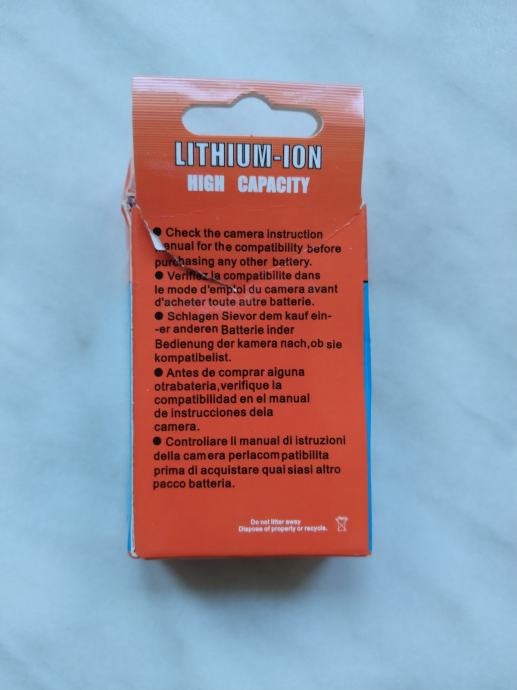 LITHIUM-ION
HIGH CAPACITY
● Check the camera instruction
manual for the compatibility before
purchasing any other battery.
● Verifiez la compatibilite dans
le mode d'emploi du camera avant
d'acheter toute autre batterie.
● Schlagen Sievor dem kauf ein-
-er anderen Batterie inder
Bedienung der kamera nach,ob sie
kompatibelist.
● Antes de comprar aiguna
otrabateria,verifique la
compatibilidad en el manual
de instrucciones deia
camera.
● Controliare li manual di istruzioni
della camera perlacom patibilita
prima di acquistare quai siasi altro
pacco batteria.
Do not litter away
Dispose of property or recycle.